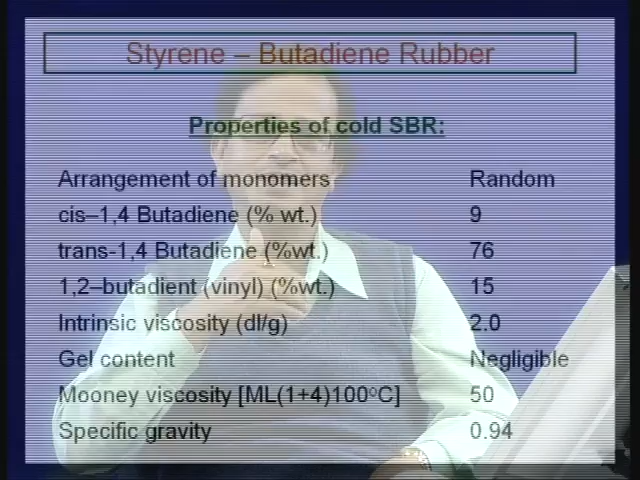 Styrene – Butadiene Rubber
Properties of cold SBR:
Arrangement of monomers Random
cis–1,4 Butadiene (% wt.) 9
trans-1,4 Butadiene (%wt.) 76
1,2–butadient (vinyl) (%wt.) 15
Intrinsic viscosity (dl/g) 2.0
Gel content Negligible
Mooney viscosity [ML(1+4)100ºC] 50
Specific gravity 0.94